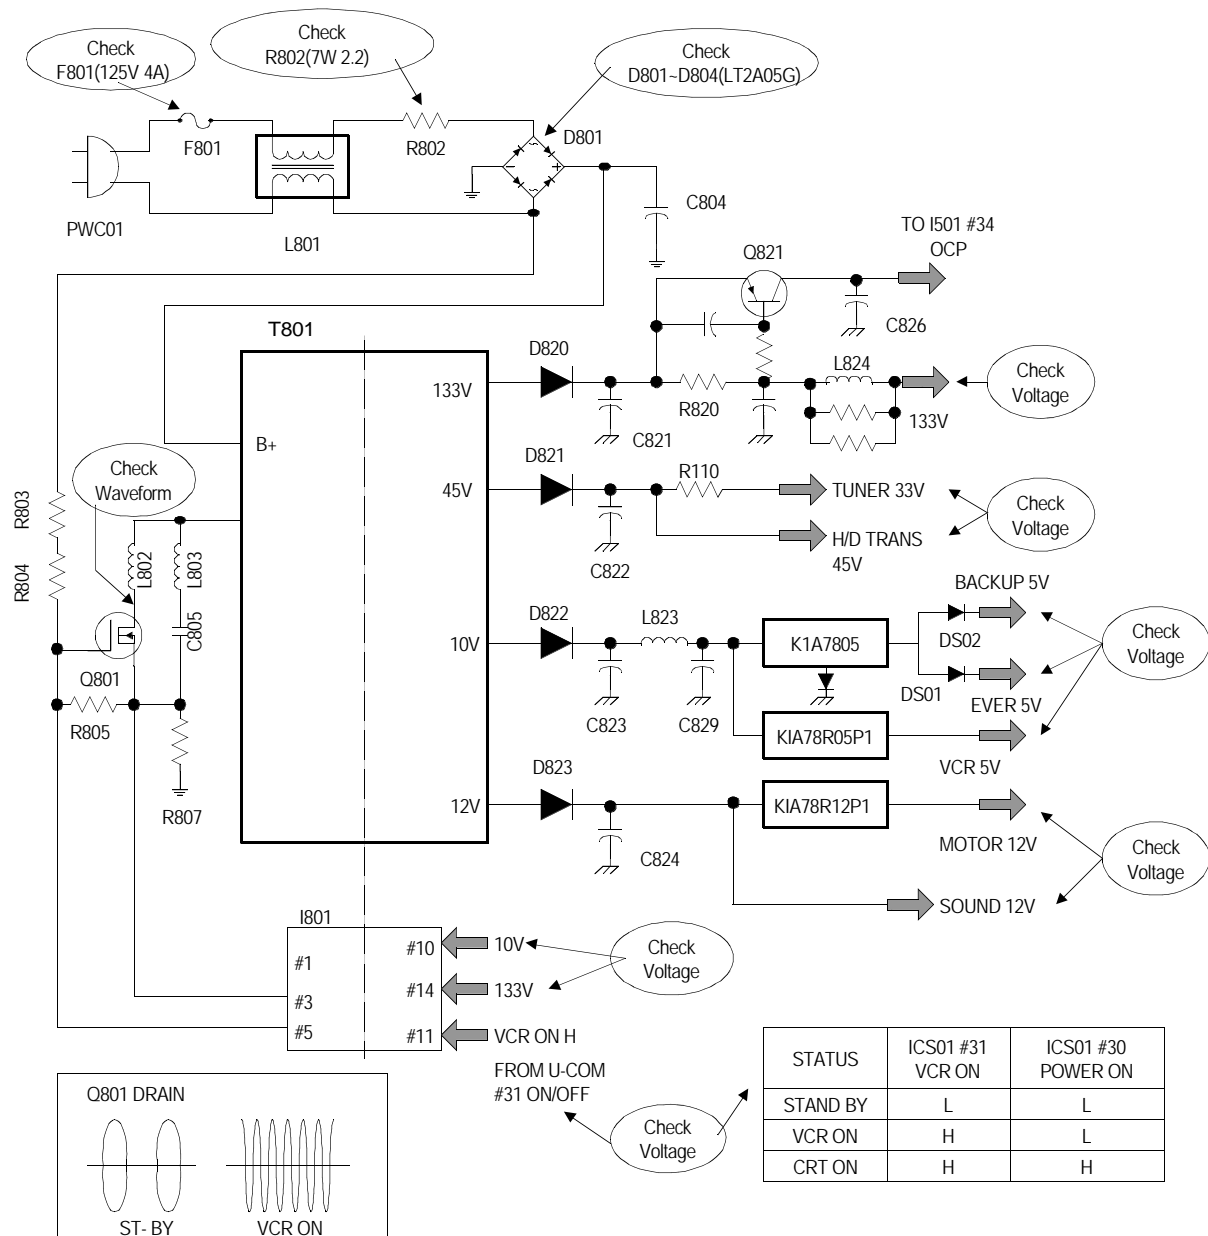 Check
F801(125V 4A)
Check
R802(7W 2.2)
Check
D801~D804(LT2A05G)
F801
R802
D801
PWC01
L801
C804
TO I501 #34
OCP
Q821
C826
T801
D820
133V
R820
L824
133V
Check
Voltage
C821
B+
D821
45V
R110
TUNER 33V
Check
Voltage
H/D TRANS
45V
C822
Check
Waveform
R803
R804
L802
L803
C805
Q801
R805
R807
D822
10V
L823
K1A7805
BACKUP 5V
DS02
DS01
EVER 5V
Check
Voltage
C823
C829
KIA78R05P1
VCR 5V
D823
12V
KIA78R12P1
MOTOR 12V
C824
Check
Voltage
SOUND 12V
I801
#1
#3
#5
#10
10V
#14
133V
#11
VCR ON H
Check
Voltage
FROM U-COM
#31 ON/OFF
Check
Voltage
STATUS
ICS01 #31
VCR ON
ICS01 #30
POWER ON
STAND BY L L
VCR ON H L
CRT ON H H
Q801 DRAIN
ST- BY
VCR ON